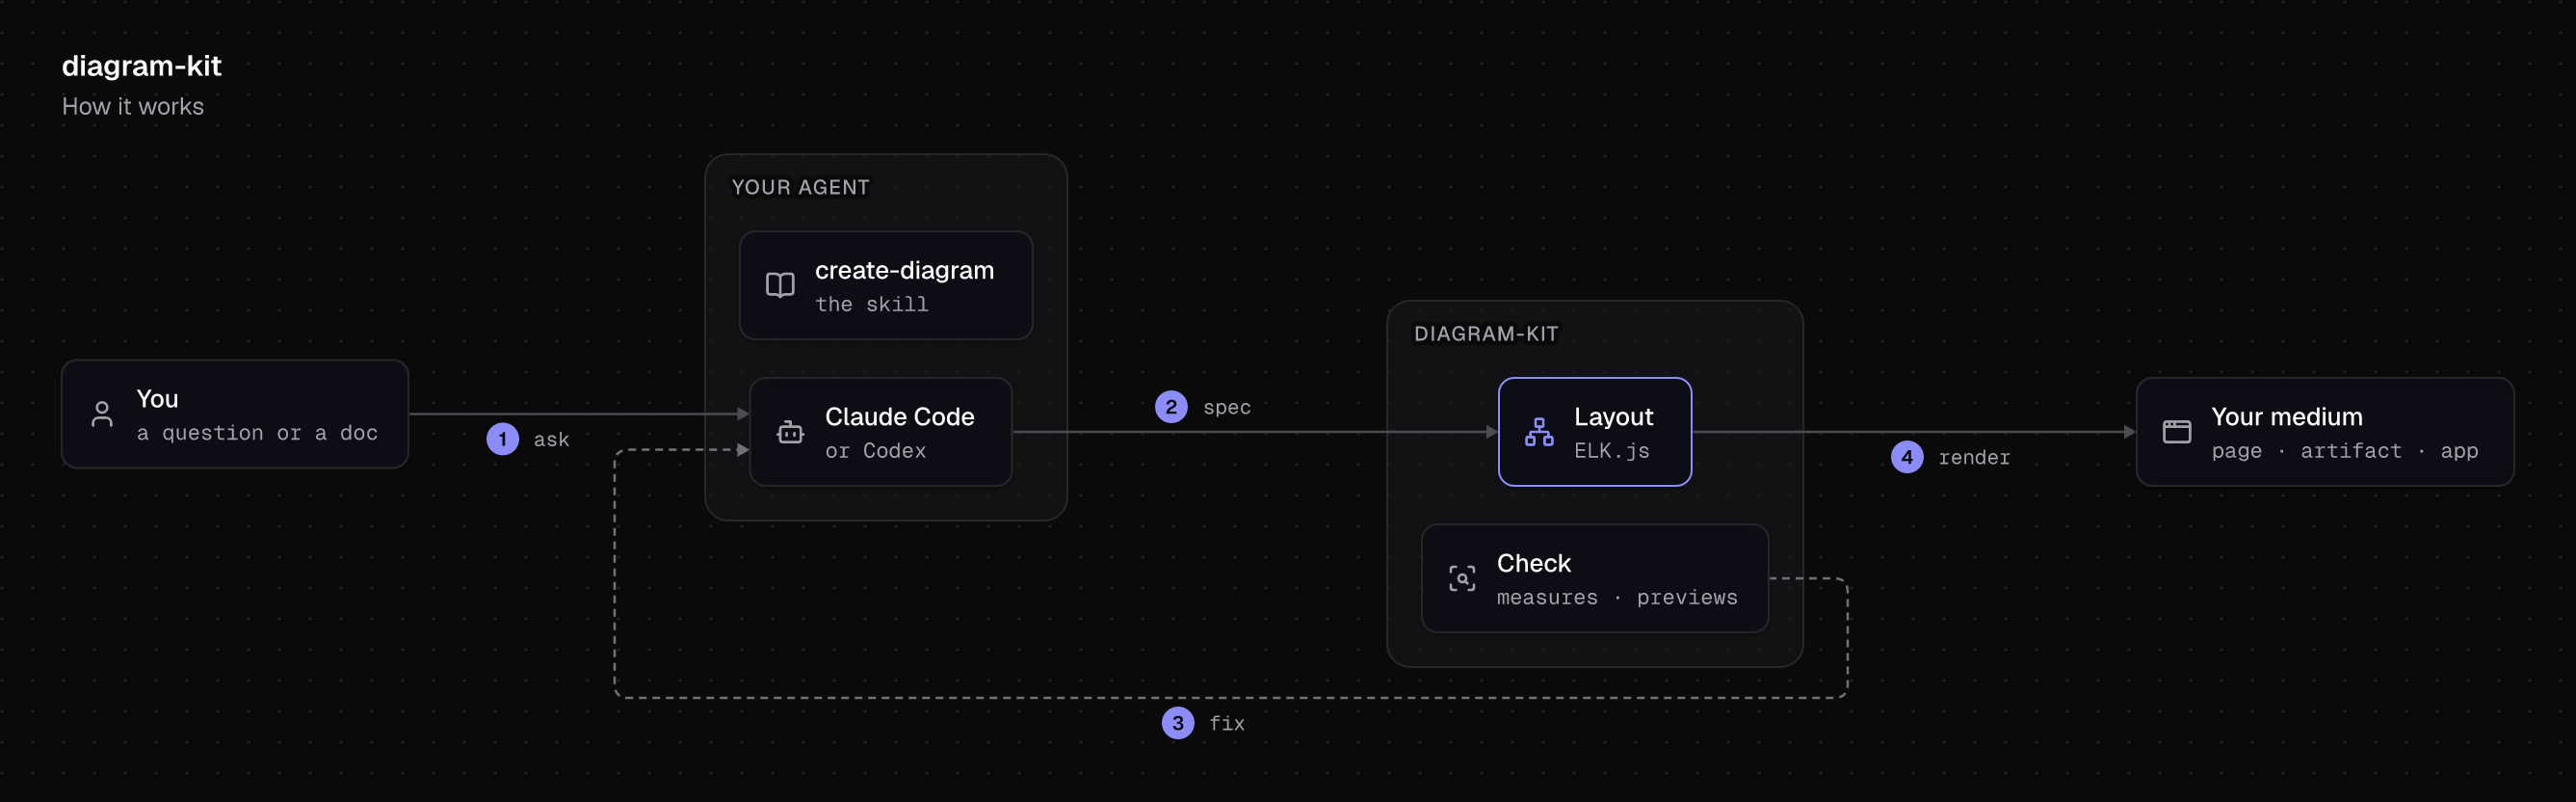 diagram-kit
How it works
YOUR AGENT
create-diagram
the skill
You
a question or a doc
1 ask
Claude Code
or Codex
2 spec
DIAGRAM-KIT
Layout
ELK.js
Check
measures · previews
3 fix
4 render
Your medium
page · artifact · app